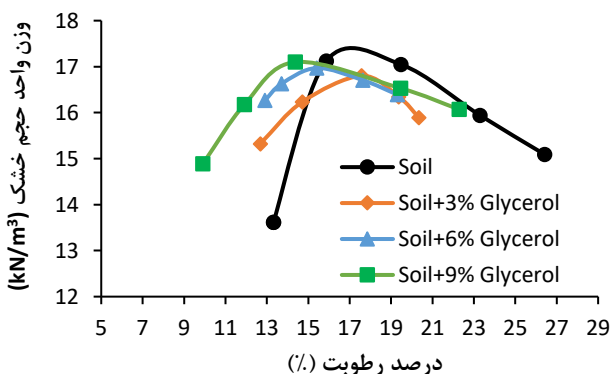 وزن واحد حجم خشک (kN/m³)
18
17
16
15
14
13
12
Soil
Soil+3% Glycerol
Soil+6% Glycerol
Soil+9% Glycerol
5 7 9 11 13 15 17 19 21 23 25 27 29
درصد رطوبت (٪)